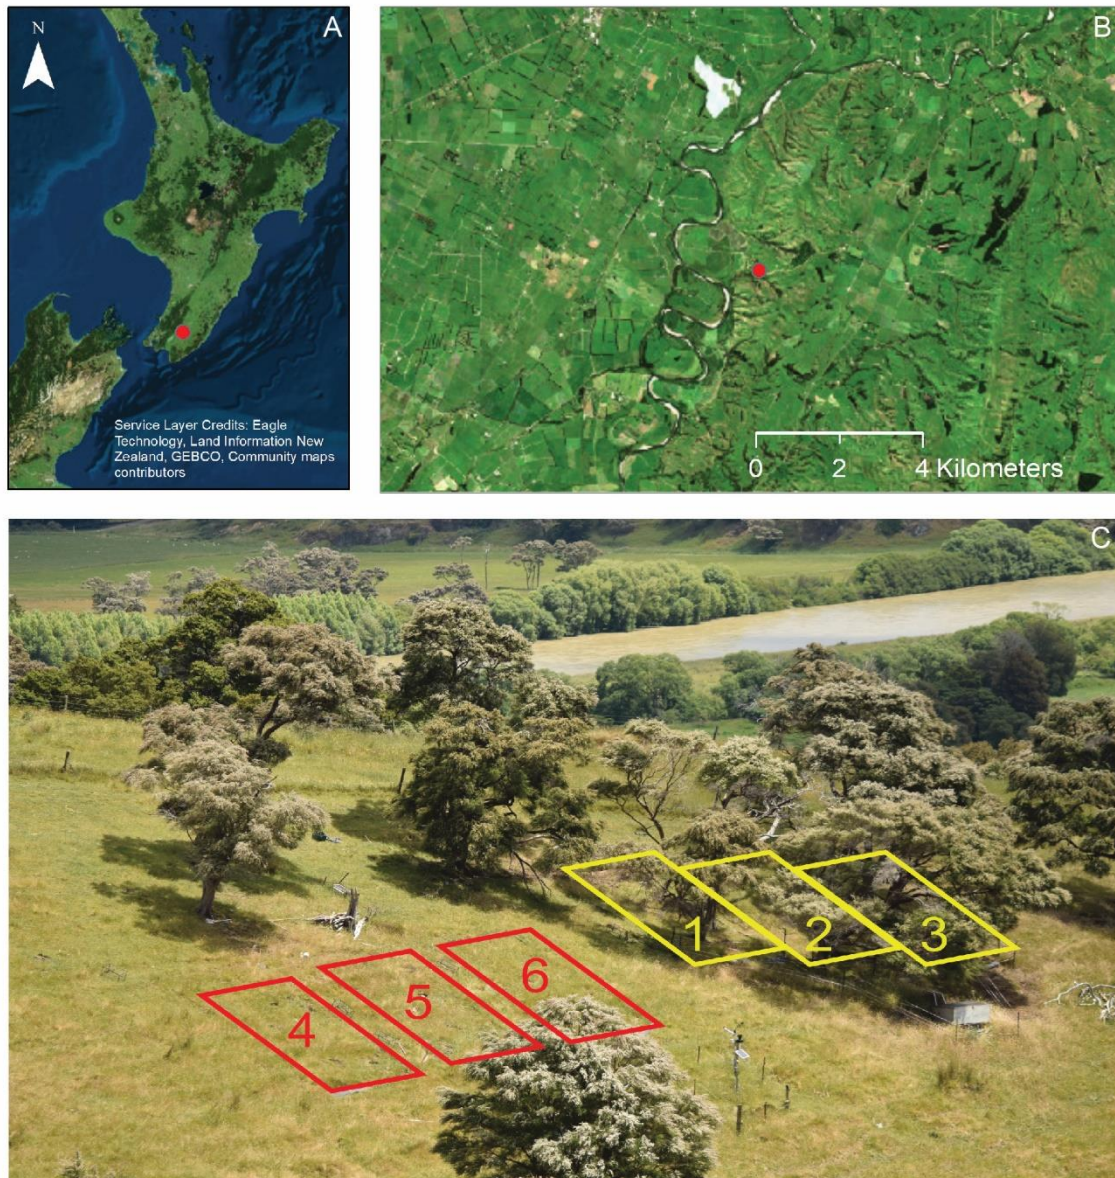 N
A
Service Layer Credits: Eagle
Technology, Land Information New
Zealand, GEBCO, Community maps
contributors
B
0 2 4 Kilometers
C
1 2 3
4 5 6